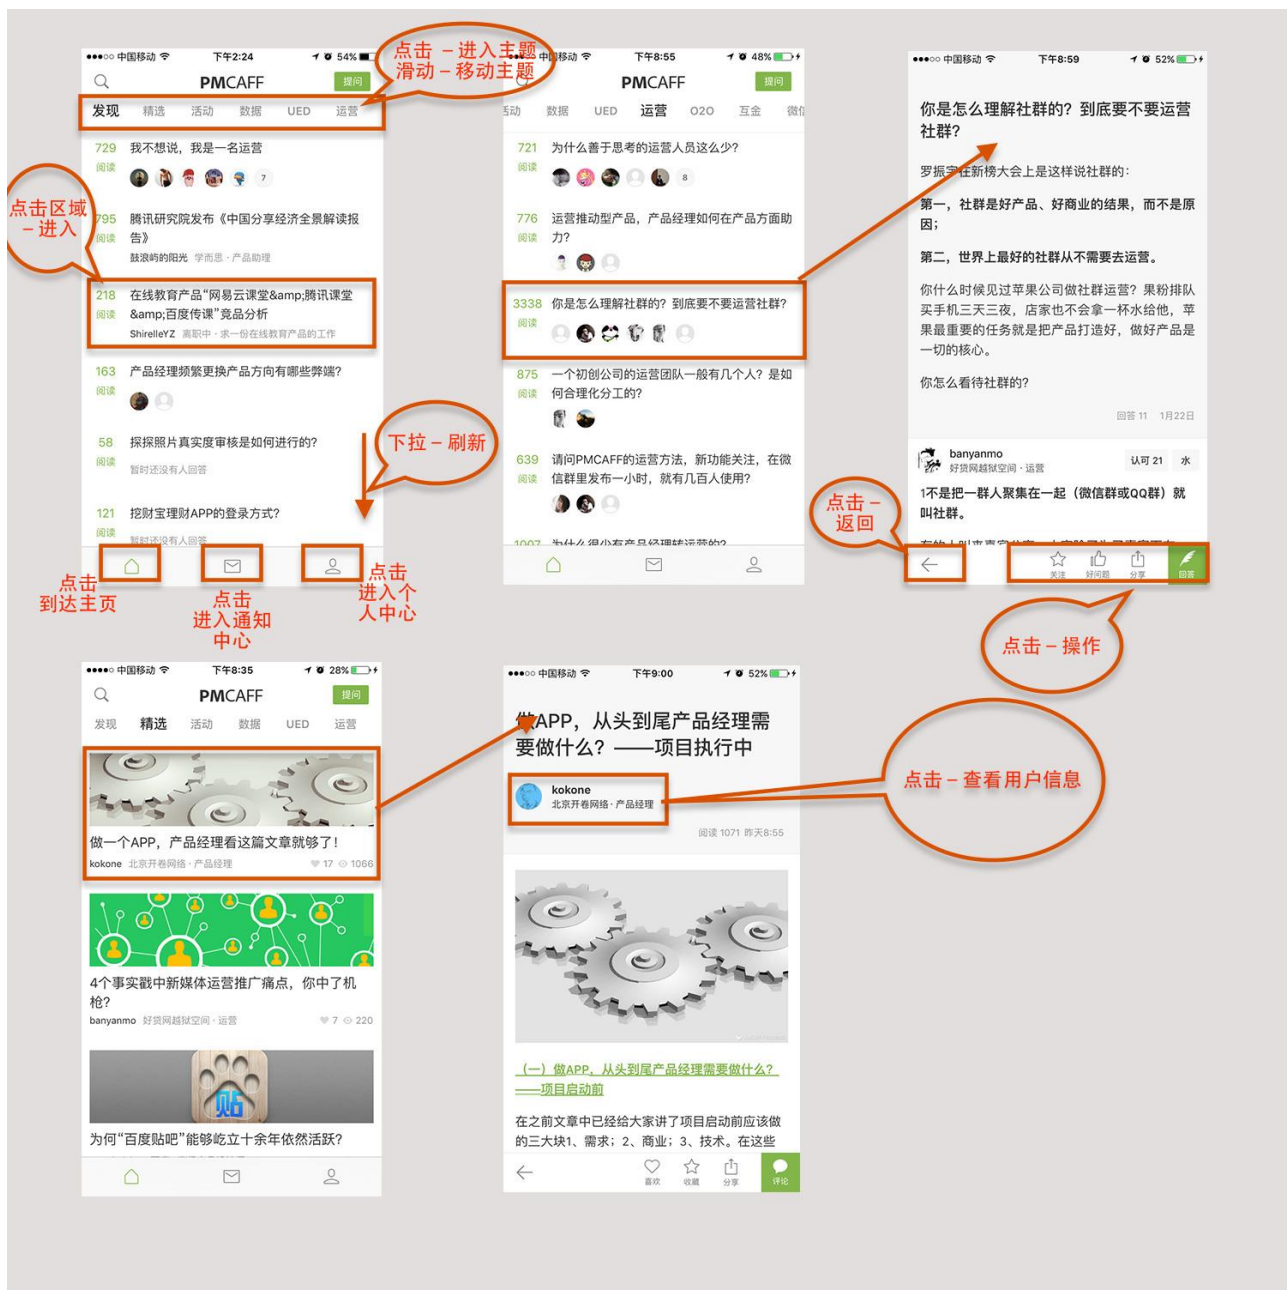 中国移动 下午2:24 54%
PMCAFF 提问
发现 精选 活动 数据 UED 运营
729 我不想说，我是一名运营
阅读
7
795 腾讯研究院发布《中国分享经济全景解读报
阅读 告》
鼓浪屿的阳光 学而思·产品助理
218 在线教育产品“网易云课堂&amp;腾讯课堂
阅读 &amp;百度传课”竞品分析
ShirelleYZ 离职中·求一份在线教育产品的工作
163 产品经理频繁更换产品方向有哪些弊端？
阅读
58 探探照片真实度审核是如何进行的？
阅读 暂时还没有人回答
121 挖财宝理财APP的登录方式？
阅读 暂时还没有人回答
点击 – 进入主题
滑动 – 移动主题
点击区域
– 进入
下拉 – 刷新
点击
到达主页
点击
进入通知
中心
点击
进入个
人中心
中国移动 下午8:55 48%
PMCAFF 提问
活动 数据 UED 运营 O2O 互金 微信
721 为什么善于思考的运营人员这么少？
阅读
8
776 运营推动型产品，产品经理如何在产品方面助
阅读 力？
3338 你是怎么理解社群的？到底要不要运营社群？
阅读
875 一个初创公司的运营团队一般有几个人？是如
阅读 何合理化分工的？
639 请问PMCAFF的运营方法，新功能关注，在微
阅读 信群里发布一小时，就有几百人使用？
1007 为什么很少有产品经理转运营的？
中国移动 下午8:59 52%
你是怎么理解社群的？到底要不要运营
社群？
罗振宇在新榜大会上是这样说社群的：
第一，社群是好产品、好商业的结果，而不是原
因；
第二，世界上最好的社群从不需要去运营。
你什么时候见过苹果公司做社群运营？果粉排队
买手机三天三夜，店家也不会拿一杯水给他，苹
果最重要的任务就是把产品打造好，做好产品是
一切的核心。
你怎么看待社群的？
回答 11 1月22日
banyanmo
好贷网越狱空间·运营
认可 21 水
1不是把一群人聚集在一起（微信群或QQ群）就
叫社群。
关注 好问题 分享 回答
点击 –
返回
点击 – 操作
中国移动 下午8:35 28%
PMCAFF 提问
发现 精选 活动 数据 UED 运营
做一个APP，产品经理看这篇文章就够了！
kokone 北京开卷网络·产品经理 17 1066
4个事实戳中新媒体运营推广痛点，你中了机
枪？
banyanmo 好贷网越狱空间·运营 7 220
贴
为何“百度贴吧”能够屹立十余年依然活跃？
中国移动 下午9:00 52%
做APP，从头到尾产品经理需
要做什么？——项目执行中
kokone
北京开卷网络·产品经理
阅读 1071 昨天8:55
（一）做APP，从头到尾产品经理需要做什么？
——项目启动前
在之前文章中已经给大家讲了项目启动前应该做
的三大块1、需求；2、商业；3、技术。在这些
喜欢 收藏 分享 评论
点击 – 查看用户信息